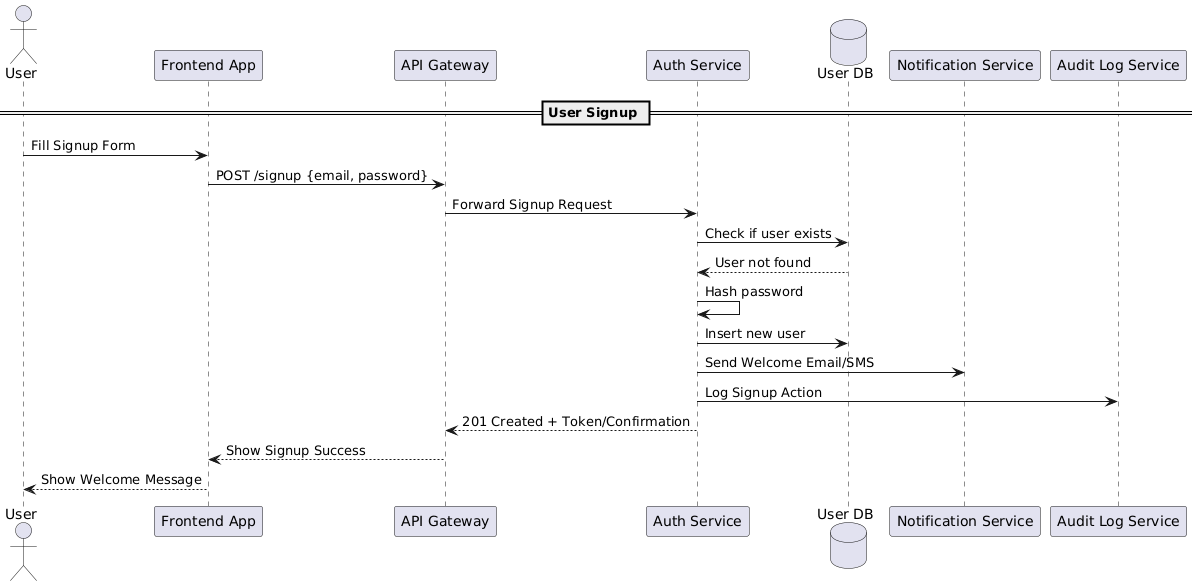 User
Frontend App
API Gateway
Auth Service
User DB
Notification Service
Audit Log Service
User Signup
Fill Signup Form
POST /signup {email, password}
Forward Signup Request
Check if user exists
User not found
Hash password
Insert new user
Send Welcome Email/SMS
Log Signup Action
201 Created + Token/Confirmation
Show Signup Success
Show Welcome Message
User
Frontend App
API Gateway
Auth Service
User DB
Notification Service
Audit Log Service